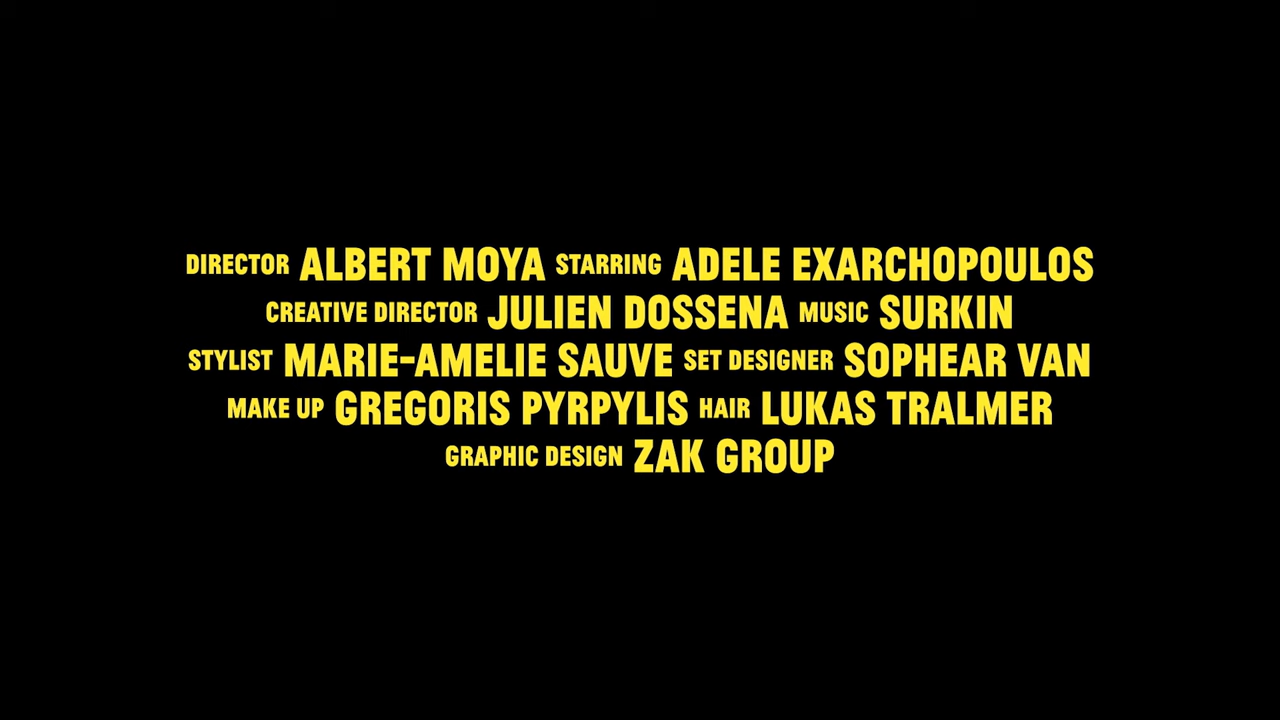 DIRECTOR ALBERT MOYA STARRING ADELE EXARCHOPOULOS
CREATIVE DIRECTOR JULIEN DOSSENA MUSIC SURKIN
STYLIST MARIE-AMELIE SAUVE SET DESIGNER SOPHEAR VAN
MAKE UP GREGORIS PYRPYLIS HAIR LUKAS TRALMER
GRAPHIC DESIGN ZAK GROUP